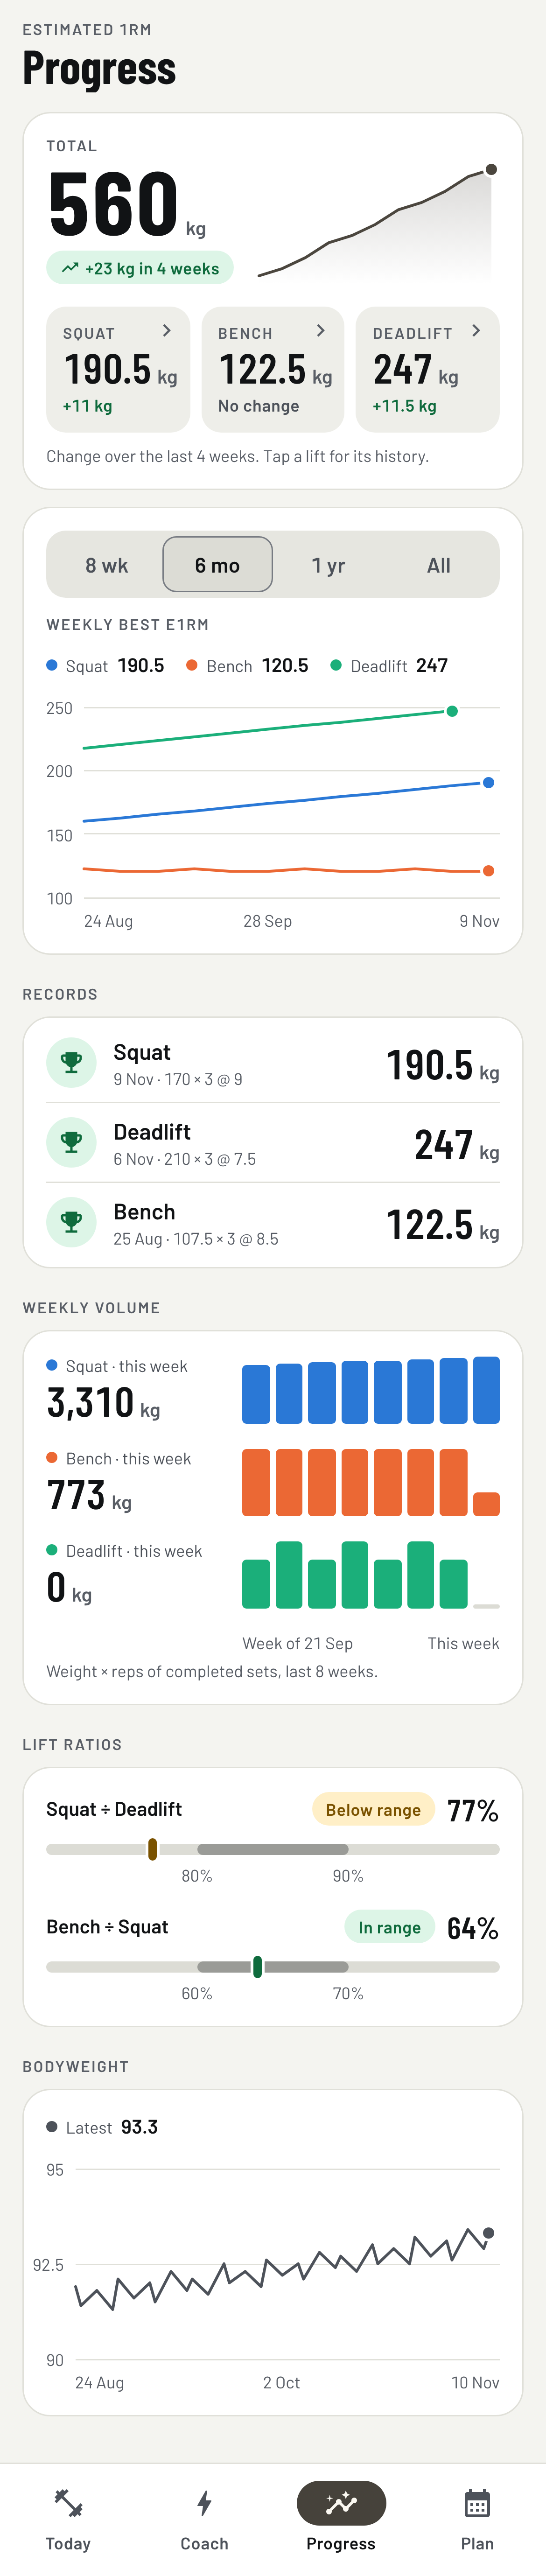 ESTIMATED 1RM
Progress
TOTAL
560 kg
+23 kg in 4 weeks
SQUAT
190.5 kg
+11 kg
BENCH
122.5 kg
No change
DEADLIFT
247 kg
+11.5 kg
Change over the last 4 weeks. Tap a lift for its history.
8 wk 6 mo 1 yr All
WEEKLY BEST E1RM
Squat 190.5 Bench 120.5 Deadlift 247
250
200
150
100
24 Aug 28 Sep 9 Nov
RECORDS
Squat
9 Nov · 170 × 3 @ 9
190.5 kg
Deadlift
6 Nov · 210 × 3 @ 7.5
247 kg
Bench
25 Aug · 107.5 × 3 @ 8.5
122.5 kg
WEEKLY VOLUME
Squat · this week
3,310 kg
Bench · this week
773 kg
Deadlift · this week
0 kg
Week of 21 Sep This week
Weight × reps of completed sets, last 8 weeks.
LIFT RATIOS
Squat ÷ Deadlift Below range 77%
80% 90%
Bench ÷ Squat In range 64%
60% 70%
BODYWEIGHT
Latest 93.3
95
92.5
90
24 Aug 2 Oct 10 Nov
Today Coach Progress Plan